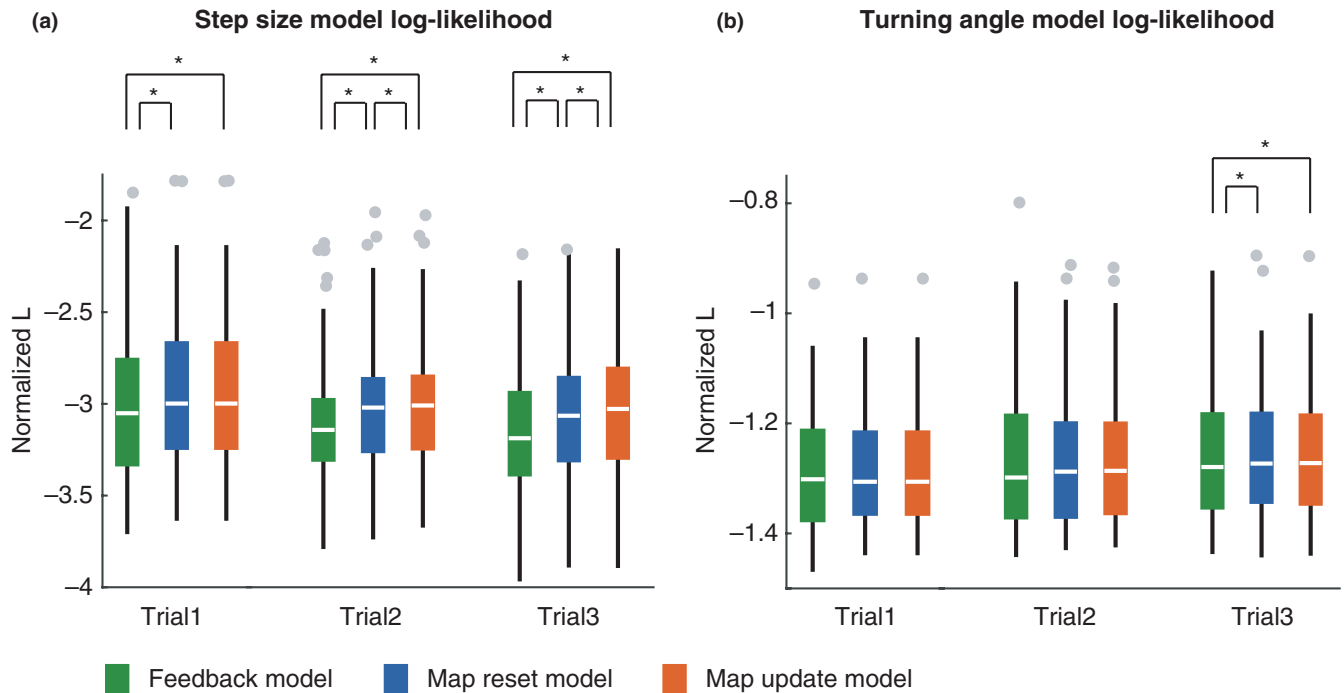 (a) Step size model log-likelihood
* * * * * * * *
−2
−2.5
−3
−3.5
−4
Normalized L
Trial1 Trial2 Trial3
(b) Turning angle model log-likelihood
* *
−0.8
−1
−1.2
−1.4
Normalized L
Trial1 Trial2 Trial3
Feedback model Map reset model Map update model